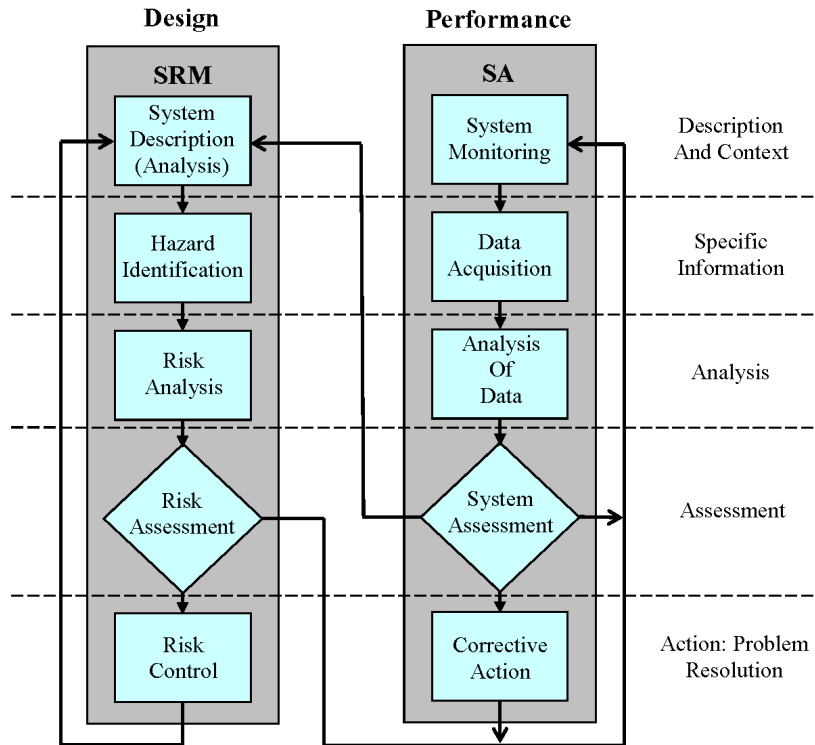 Design
Performance
SRM
SA
System
Description
(Analysis)
System
Monitoring
Description
And Context
Hazard
Identification
Data
Acquisition
Specific
Information
Risk
Analysis
Analysis
Of
Data
Analysis
Risk
Assessment
System
Assessment
Assessment
Risk
Control
Corrective
Action
Action: Problem
Resolution